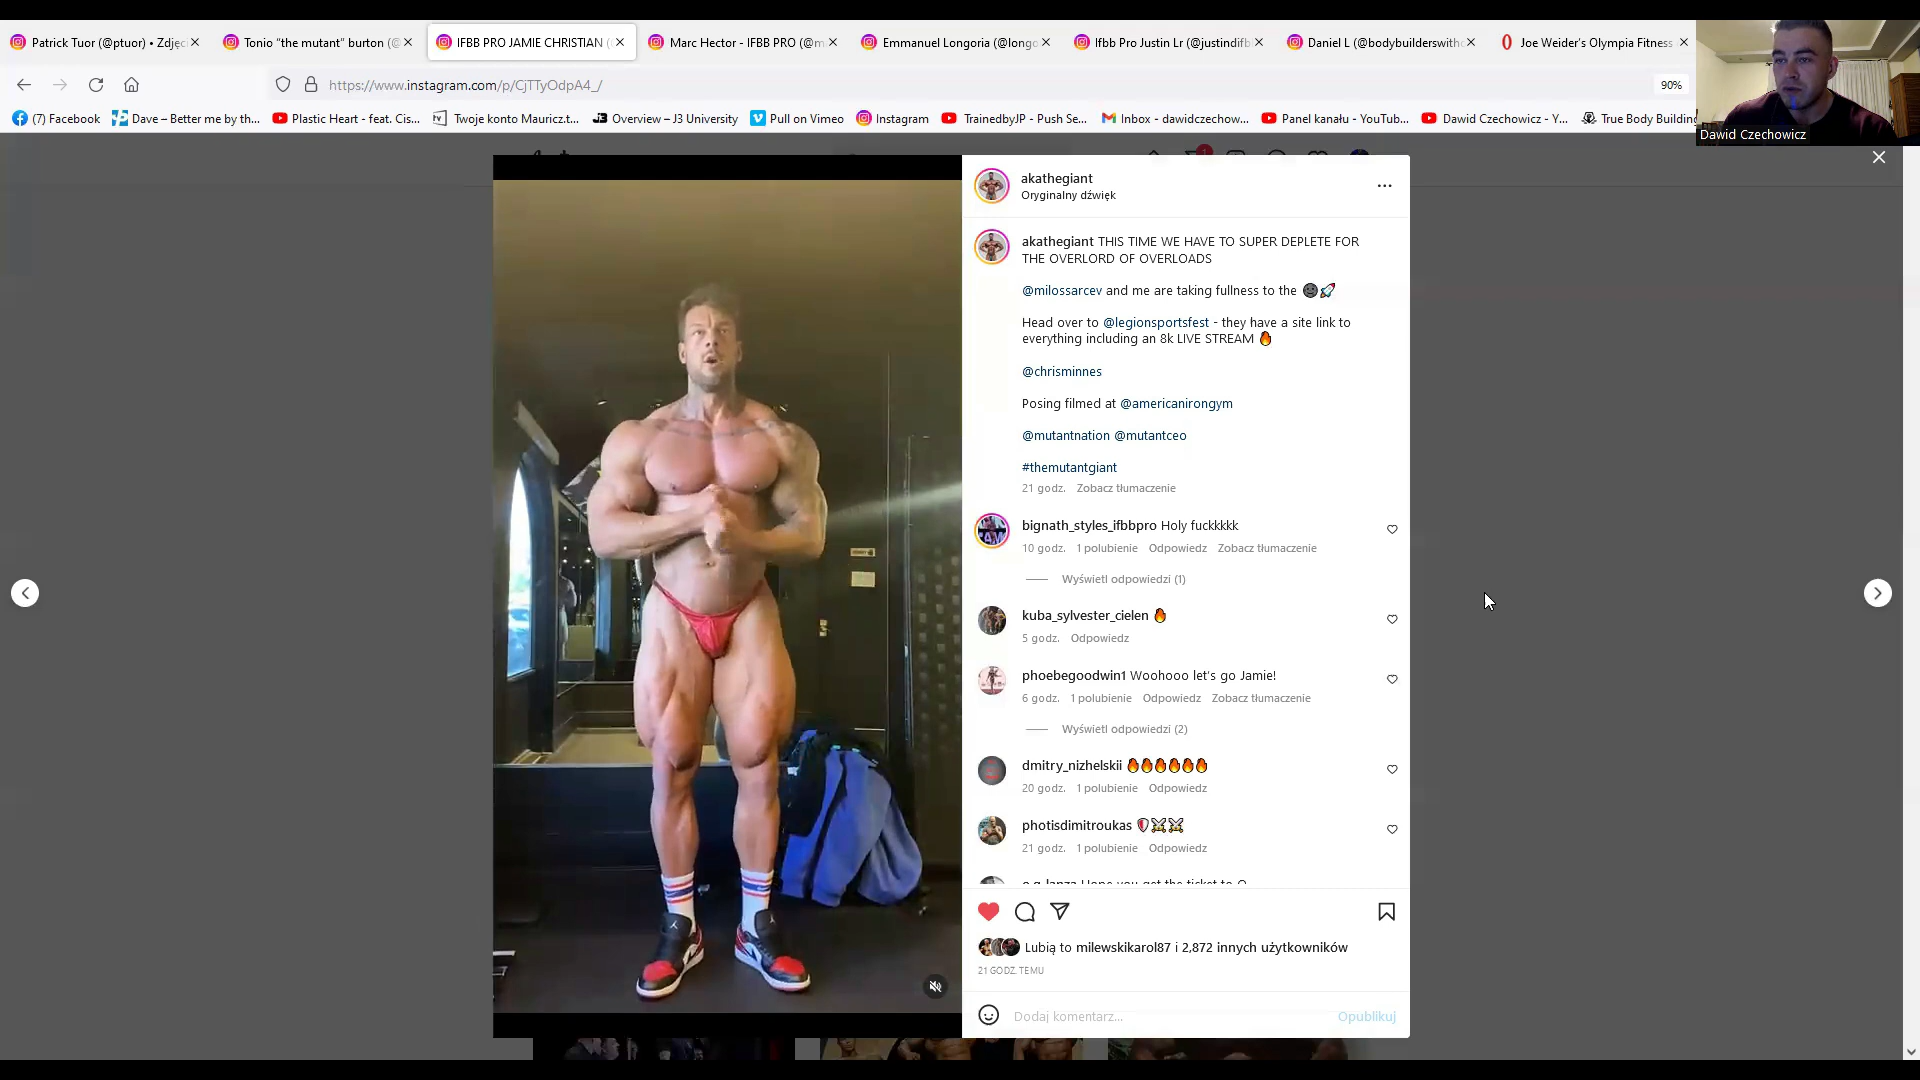 Patrick Tuor (@ptuor) • Zdjęc
Tonio "the mutant" burton (@
IFBB PRO JAMIE CHRISTIAN (
Marc Hector - IFBB PRO (@m
Emmanuel Longoria (@longo
Ifbb Pro Justin Lr (@justindifb
Daniel L (@bodybuilderswith
Joe Weider's Olympia Fitness
https://www.instagram.com/p/CjTTyOdpA4_/
90%
(7) Facebook
Dave – Better me by th...
Plastic Heart - feat. Cis...
Twoje konto Mauricz.t...
Overview – J3 University
Pull on Vimeo
Instagram
TrainedbyJP - Push Se...
Inbox - dawidczechow...
Panel kanału - YouTub...
Dawid Czechowicz - Y...
True Body Building
Dawid Czechowicz
akathegiant
Oryginalny dźwięk
akathegiant THIS TIME WE HAVE TO SUPER DEPLETE FOR
THE OVERLORD OF OVERLOADS
@milossarcev and me are taking fullness to the 🌚🚀
Head over to @legionsportsfest - they have a site link to
everything including an 8k LIVE STREAM 🔥
@chrisminnes
Posing filmed at @americanirongym
@mutantnation @mutantceo
#themutantgiant
21 godz. Zobacz tłumaczenie
bignath_styles_ifbbpro Holy fuckkkkk
10 godz. 1 polubienie Odpowiedz Zobacz tłumaczenie
Wyświetl odpowiedzi (1)
kuba_sylvester_cielen 🔥
5 godz. Odpowiedz
phoebegoodwin1 Woohooo let's go Jamie!
6 godz. 1 polubienie Odpowiedz Zobacz tłumaczenie
Wyświetl odpowiedzi (2)
dmitry_nizhelskii 🔥🔥🔥🔥🔥🔥
20 godz. 1 polubienie Odpowiedz
photisdimitroukas 🛡⚔⚔
21 godz. 1 polubienie Odpowiedz
Lubią to milewskikarol87 i 2,872 innych użytkowników
21 GODZ. TEMU
Dodaj komentarz...
Opublikuj